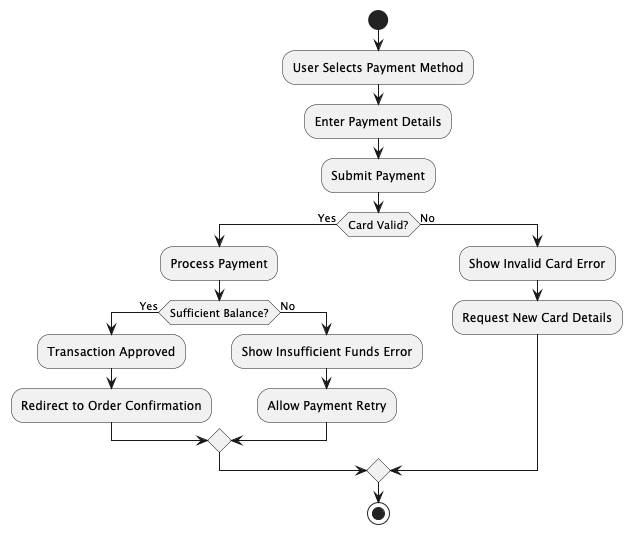 User Selects Payment Method
Enter Payment Details
Submit Payment
Yes
Card Valid?
No
Process Payment
Show Invalid Card Error
Yes
Sufficient Balance?
No
Request New Card Details
Transaction Approved
Show Insufficient Funds Error
Redirect to Order Confirmation
Allow Payment Retry